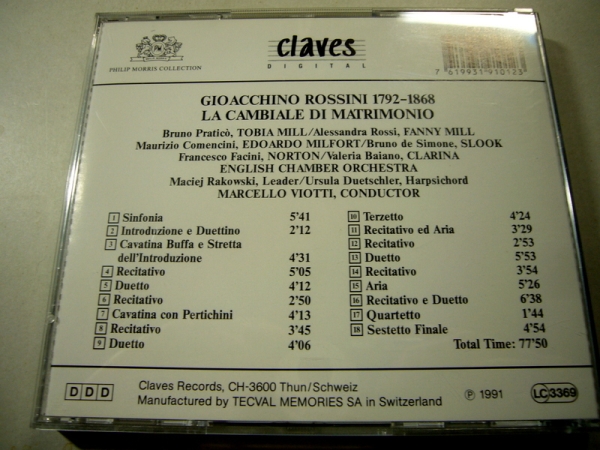 PHILIP MORRIS COLLECTION
claves
DIGITAL
7 619931 910123
GIOACCHINO ROSSINI 1792-1868
LA CAMBIALE DI MATRIMONIO
Bruno Praticò, TOBIA MILL/Alessandra Rossi, FANNY MILL
Maurizio Comencini, EDOARDO MILFORT/Bruno de Simone, SLOOK
Francesco Facini, NORTON/Valeria Baiano, CLARINA
ENGLISH CHAMBER ORCHESTRA
Maciej Rakowski, Leader/Ursula Duetschler, Harpsichord
MARCELLO VIOTTI, CONDUCTOR
1 Sinfonia 5'41
2 Introduzione e Duettino 2'12
3 Cavatina Buffa e Stretta
dell'Introduzione 4'31
4 Recitativo 5'05
5 Duetto 4'12
6 Recitativo 2'50
7 Cavatina con Pertichini 4'13
8 Recitativo 3'45
9 Duetto 4'06
10 Terzetto 4'24
11 Recitativo ed Aria 3'29
12 Recitativo 2'53
13 Duetto 5'53
14 Recitativo 3'54
15 Aria 5'26
16 Recitativo e Duetto 6'38
17 Quartetto 1'44
18 Sestetto Finale 4'54
Total Time: 77'50
DDD
Claves Records, CH-3600 Thun/Schweiz
Manufactured by TECVAL MEMORIES SA in Switzerland
℗ 1991
LC 3369